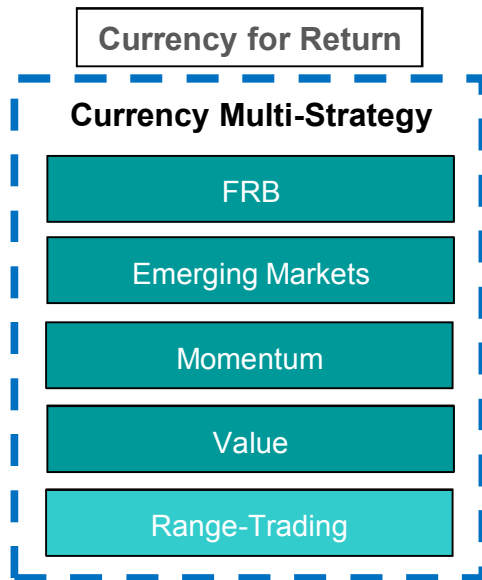 Currency for Return
Currency Multi-Strategy
FRB
Emerging Markets
Momentum
Value
Range-Trading